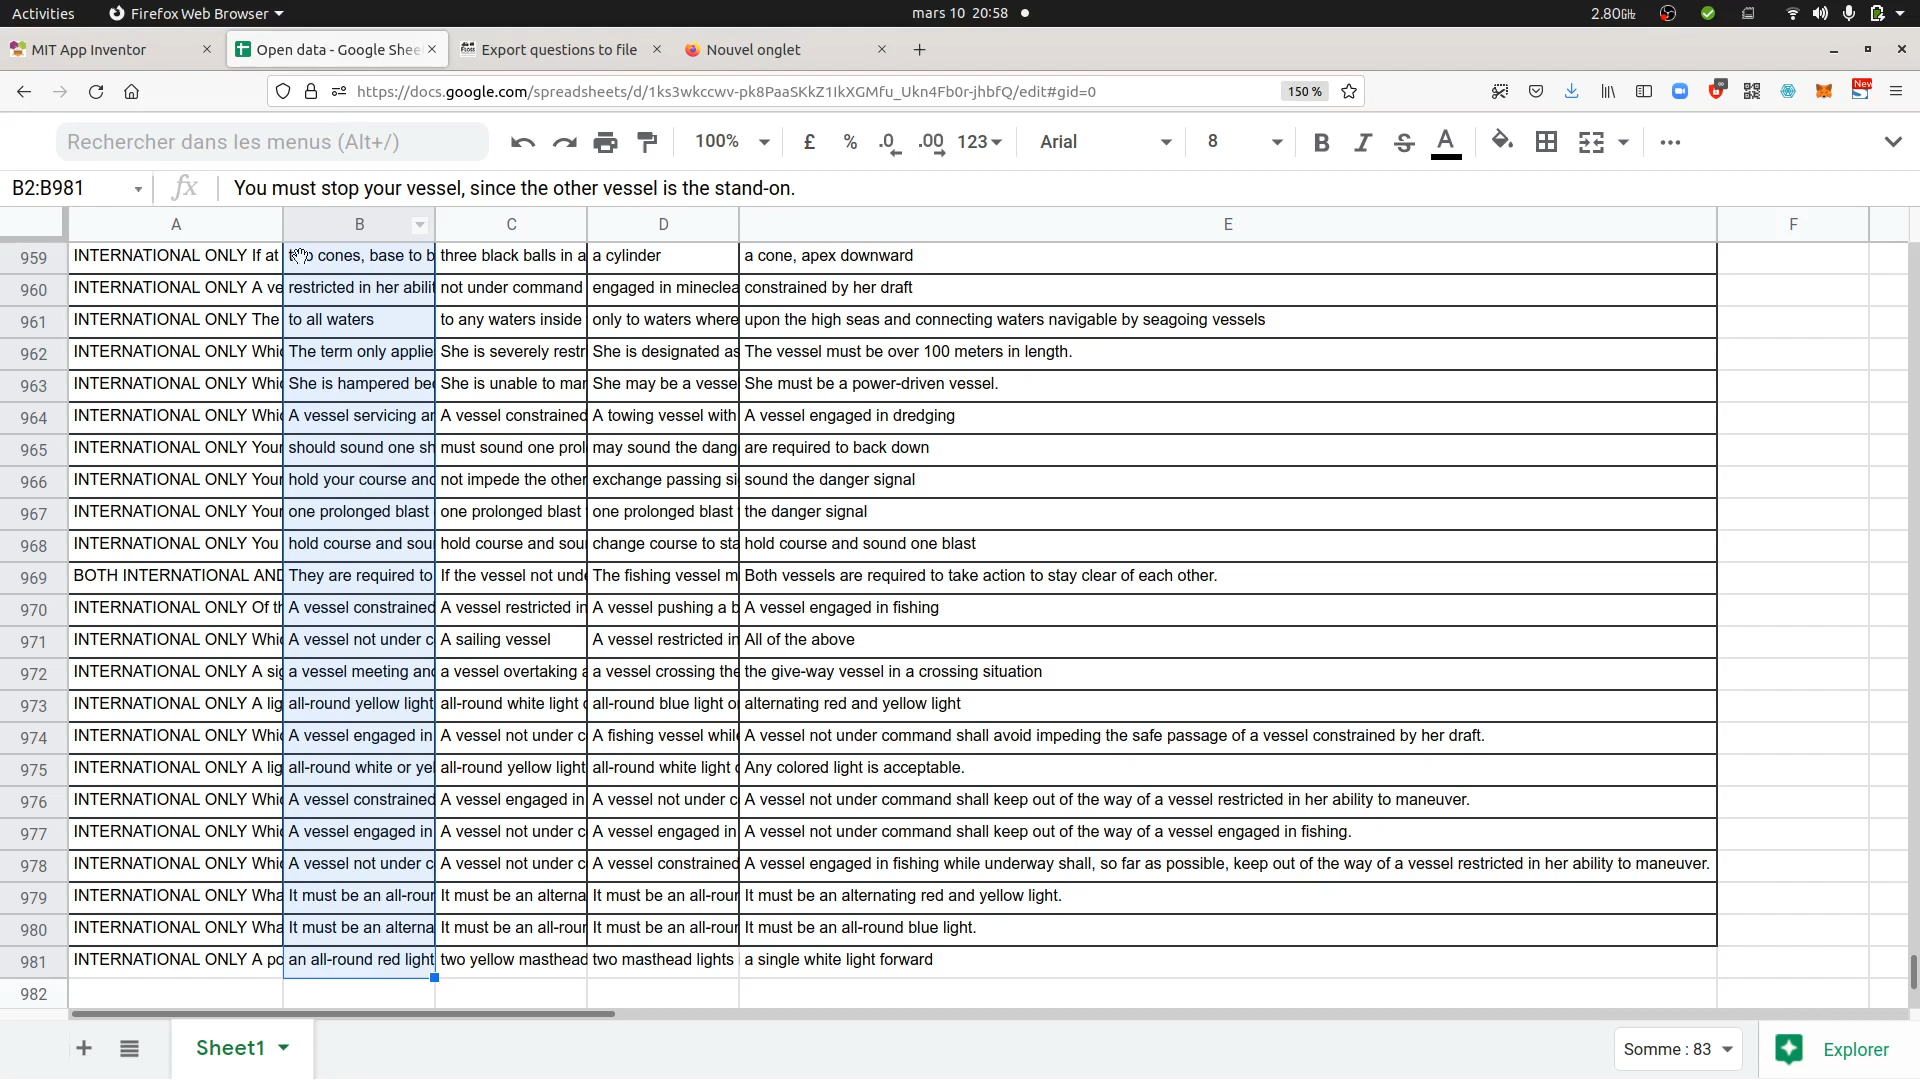 Activities Firefox Web Browser mars 10 20:58 2.80GHz
MIT App Inventor Open data - Google Shee Export questions to file Nouvel onglet
https://docs.google.com/spreadsheets/d/1ks3wkccwv-pk8PaaSKkZ1IkXGMfu_Ukn4Fb0r-jhbfQ/edit#gid=0 150 % New
Rechercher dans les menus (Alt+/) 100% £ % .0 .00 123 Arial 8 B I S A
B2:B981 fx You must stop your vessel, since the other vessel is the stand-on.
A B C D E F
959 INTERNATIONAL ONLY If at cones, base to b three black balls in a a cylinder a cone, apex downward
960 INTERNATIONAL ONLY A ve restricted in her abilit not under command engaged in mineclea constrained by her draft
961 INTERNATIONAL ONLY The to all waters to any waters inside only to waters where upon the high seas and connecting waters navigable by seagoing vessels
962 INTERNATIONAL ONLY Whic The term only applie She is severely restr She is designated as The vessel must be over 100 meters in length.
963 INTERNATIONAL ONLY Whic She is hampered bec She is unable to mar She may be a vesse She must be a power-driven vessel.
964 INTERNATIONAL ONLY Whic A vessel servicing ar A vessel constrained A towing vessel with A vessel engaged in dredging
965 INTERNATIONAL ONLY Your should sound one sh must sound one prol may sound the dang are required to back down
966 INTERNATIONAL ONLY Your hold your course and not impede the other exchange passing si sound the danger signal
967 INTERNATIONAL ONLY Your one prolonged blast one prolonged blast one prolonged blast the danger signal
968 INTERNATIONAL ONLY You hold course and sou hold course and sou change course to sta hold course and sound one blast
969 BOTH INTERNATIONAL AND They are required to If the vessel not unde The fishing vessel m Both vessels are required to take action to stay clear of each other.
970 INTERNATIONAL ONLY Of th A vessel constrained A vessel restricted in A vessel pushing a b A vessel engaged in fishing
971 INTERNATIONAL ONLY Whic A vessel not under c A sailing vessel A vessel restricted in All of the above
972 INTERNATIONAL ONLY A sig a vessel meeting and a vessel overtaking a a vessel crossing the the give-way vessel in a crossing situation
973 INTERNATIONAL ONLY A lig all-round yellow light all-round white light o all-round blue light or alternating red and yellow light
974 INTERNATIONAL ONLY Whic A vessel engaged in A vessel not under c A fishing vessel while A vessel not under command shall avoid impeding the safe passage of a vessel constrained by her draft.
975 INTERNATIONAL ONLY A lig all-round white or yel all-round yellow light all-round white light o Any colored light is acceptable.
976 INTERNATIONAL ONLY Whic A vessel constrained A vessel engaged in A vessel not under c A vessel not under command shall keep out of the way of a vessel restricted in her ability to maneuver.
977 INTERNATIONAL ONLY Whic A vessel engaged in A vessel not under c A vessel engaged in A vessel not under command shall keep out of the way of a vessel engaged in fishing.
978 INTERNATIONAL ONLY Whic A vessel not under c A vessel not under c A vessel constrained A vessel engaged in fishing while underway shall, so far as possible, keep out of the way of a vessel restricted in her ability to maneuver.
979 INTERNATIONAL ONLY Wha It must be an all-rour It must be an alterna It must be an all-rour It must be an alternating red and yellow light.
980 INTERNATIONAL ONLY Wha It must be an alterna It must be an all-rour It must be an all-rour It must be an all-round blue light.
981 INTERNATIONAL ONLY A po an all-round red light two yellow masthead two masthead lights a single white light forward
982
Sheet1 Somme : 83 Explorer